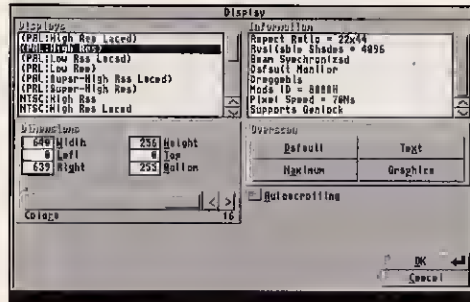 Display
Displays
(PAL:High Res Laced)
(PAL:High Res)
(PAL:Low Res Laced)
(PAL:Low Res)
(PAL:Super-High Res Laced)
(PAL:Super-High Res)
NTSC:High Res
NTSC:High Res Laced
Information
Aspect Ratio = 22x44
Available Shades = 4096
Beam Synchronized
Default Monitor
Draggable
Mode ID = 8000H
Pixel Speed = 70Ns
Supports Genlock
Dimensions
640 Width 256 Height
0 Left 0 Top
639 Right 255 Bottom
Colors 16
Overscan
Default Text
Maximum Graphics
Autoscrolling
OK
Cancel